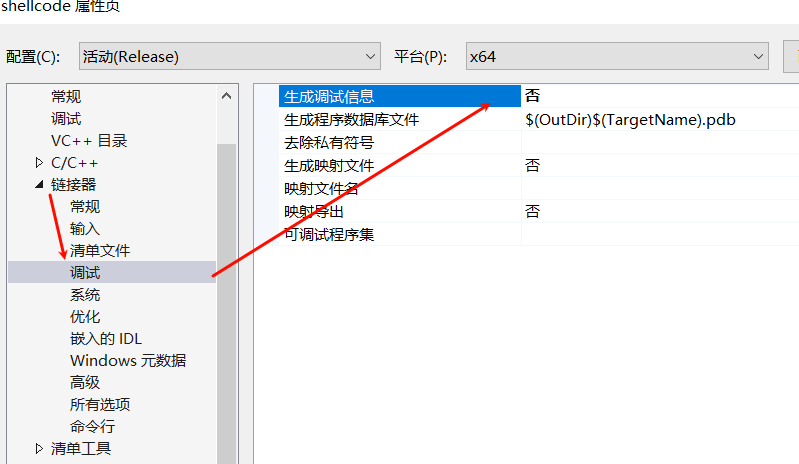 shellcode 属性页
配置(C): 活动(Release) 平台(P): x64
常规
调试
VC++ 目录
C/C++
链接器
常规
输入
清单文件
调试
系统
优化
嵌入的 IDL
Windows 元数据
高级
所有选项
命令行
清单工具
生成调试信息 否
生成程序数据库文件 $(OutDir)$(TargetName).pdb
去除私有符号
生成映射文件 否
映射文件名
映射导出 否
可调试程序集